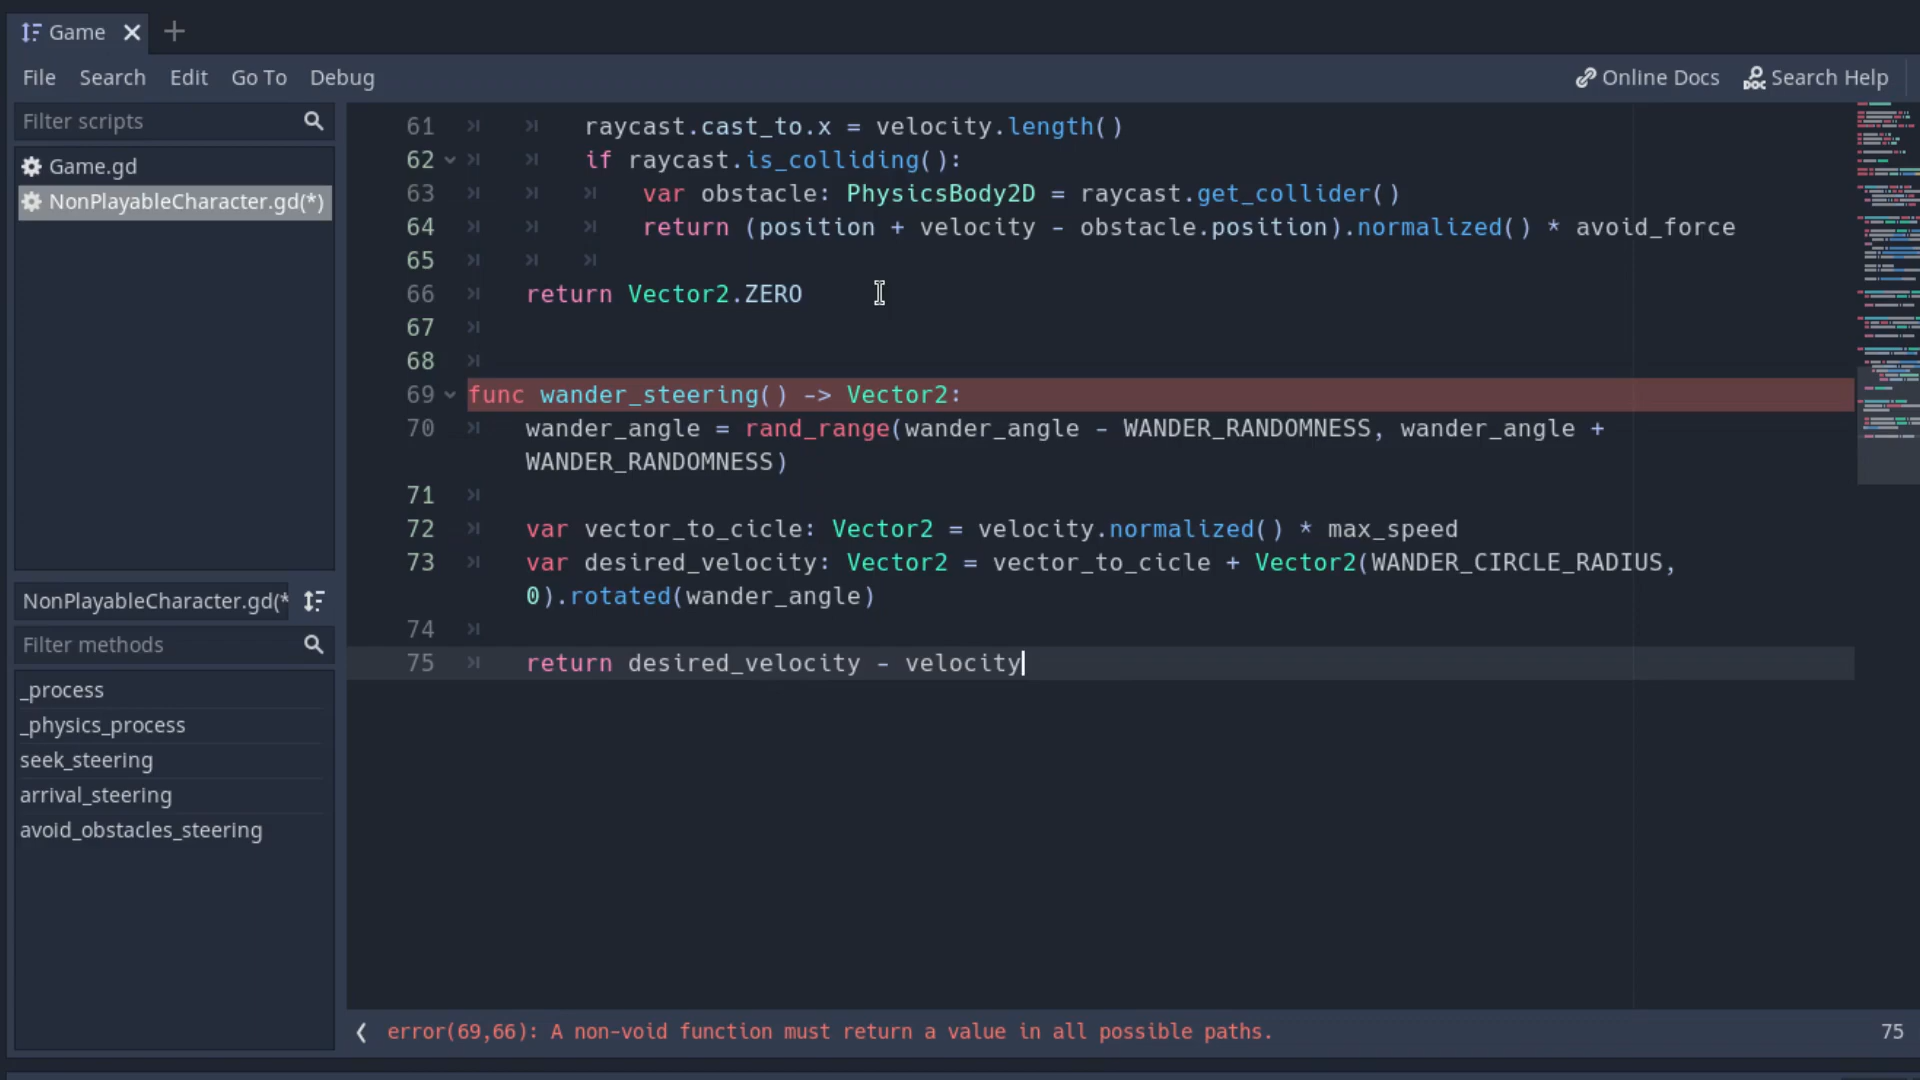 Game
File Search Edit Go To Debug Online Docs Search Help
Filter scripts
Game.gd
NonPlayableCharacter.gd(*)
NonPlayableCharacter.gd(*
Filter methods
_process
_physics_process
seek_steering
arrival_steering
avoid_obstacles_steering
61 raycast.cast_to.x = velocity.length()
62 if raycast.is_colliding():
63 var obstacle: PhysicsBody2D = raycast.get_collider()
64 return (position + velocity - obstacle.position).normalized() * avoid_force
65
66 return Vector2.ZERO
67
68
69 func wander_steering() -> Vector2:
70 wander_angle = rand_range(wander_angle - WANDER_RANDOMNESS, wander_angle +
WANDER_RANDOMNESS)
71
72 var vector_to_cicle: Vector2 = velocity.normalized() * max_speed
73 var desired_velocity: Vector2 = vector_to_cicle + Vector2(WANDER_CIRCLE_RADIUS,
0).rotated(wander_angle)
74
75 return desired_velocity - velocity
error(69,66): A non-void function must return a value in all possible paths. 75